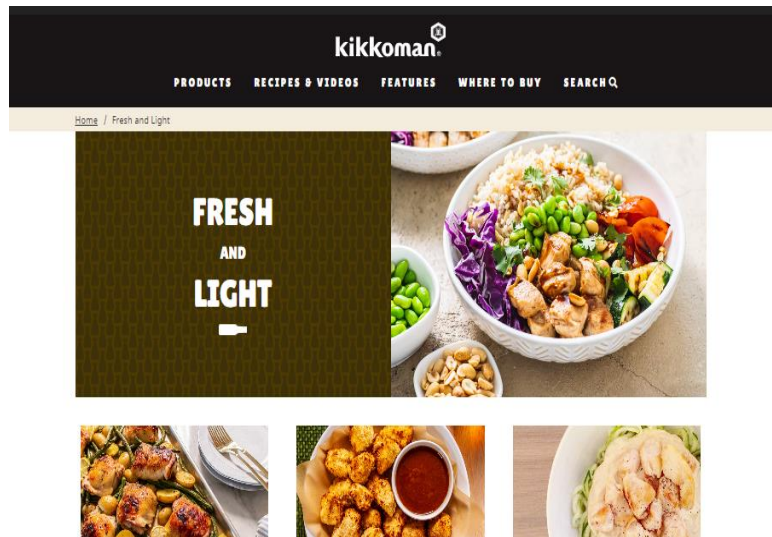 kikkoman®
PRODUCTS RECIPES & VIDEOS FEATURES WHERE TO BUY SEARCH
Home / Fresh and Light
FRESH
AND
LIGHT